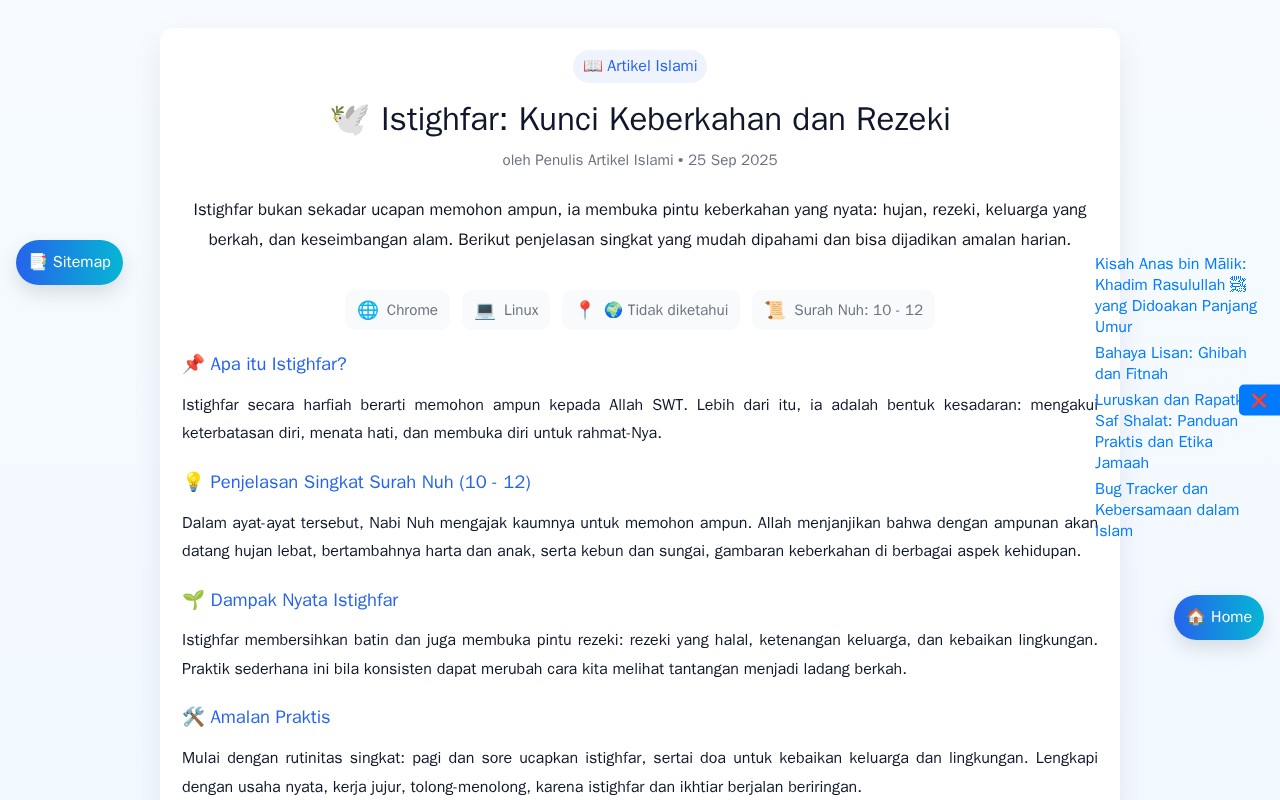 📖 Artikel Islami
🕊️ Istighfar: Kunci Keberkahan dan Rezeki
oleh Penulis Artikel Islami • 25 Sep 2025
Istighfar bukan sekadar ucapan memohon ampun, ia membuka pintu keberkahan yang nyata: hujan, rezeki, keluarga yang
berkah, dan keseimbangan alam. Berikut penjelasan singkat yang mudah dipahami dan bisa dijadikan amalan harian.
📑 Sitemap
🌐 Chrome
💻 Linux
📍 🌍 Tidak diketahui
📜 Surah Nuh: 10 - 12
📌 Apa itu Istighfar?
Istighfar secara harfiah berarti memohon ampun kepada Allah SWT. Lebih dari itu, ia adalah bentuk kesadaran: mengakui
keterbatasan diri, menata hati, dan membuka diri untuk rahmat-Nya.
💡 Penjelasan Singkat Surah Nuh (10 - 12)
Dalam ayat-ayat tersebut, Nabi Nuh mengajak kaumnya untuk memohon ampun. Allah menjanjikan bahwa dengan ampunan akan
datang hujan lebat, bertambahnya harta dan anak, serta kebun dan sungai, gambaran keberkahan di berbagai aspek kehidupan.
🌱 Dampak Nyata Istighfar
Istighfar membersihkan batin dan juga membuka pintu rezeki: rezeki yang halal, ketenangan keluarga, dan kebaikan lingkungan.
Praktik sederhana ini bila konsisten dapat merubah cara kita melihat tantangan menjadi ladang berkah.
🛠️ Amalan Praktis
Mulai dengan rutinitas singkat: pagi dan sore ucapkan istighfar, sertai doa untuk kebaikan keluarga dan lingkungan. Lengkapi
dengan usaha nyata, kerja jujur, tolong-menolong, karena istighfar dan ikhtiar berjalan beriringan.
Kisah Anas bin Mālik:
Khadim Rasulullah ﷺ
yang Didoakan Panjang
Umur
Bahaya Lisan: Ghibah
dan Fitnah
Luruskan dan
Saf Shalat: Panduan
Praktis dan Etika
Jamaah
Bug Tracker dan
Kebersamaan dalam
Islam
❌
🏠 Home